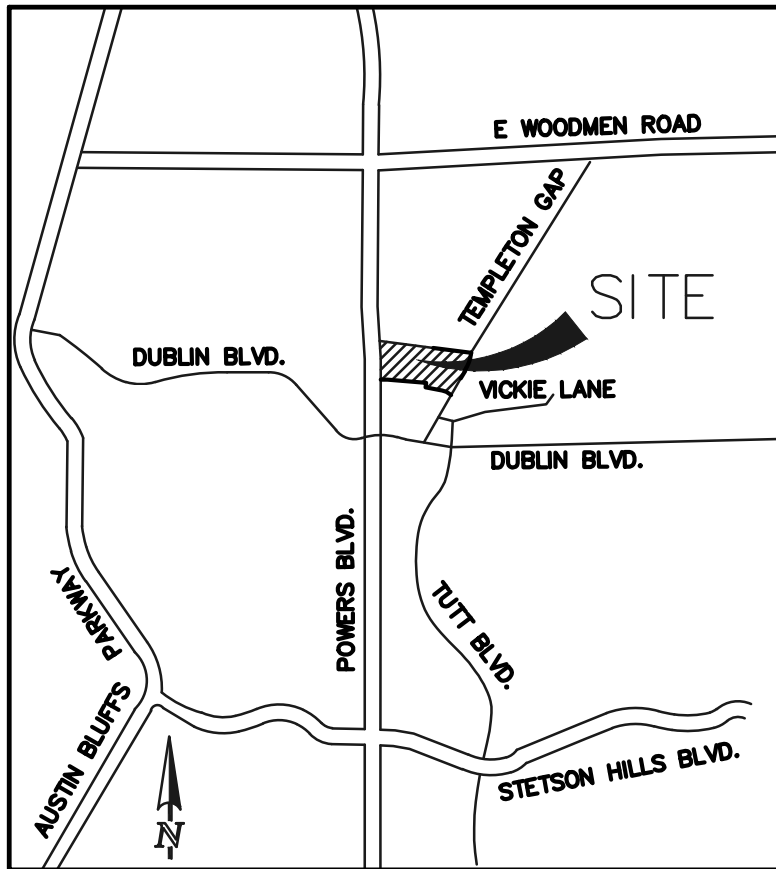 E WOODMEN ROAD
TEMPLETON GAP
SITE
DUBLIN BLVD.
VICKIE LANE
DUBLIN BLVD.
POWERS BLVD.
TUTT BLVD.
PARKWAY
AUSTIN BLUFFS
STETSON HILLS BLVD.
N